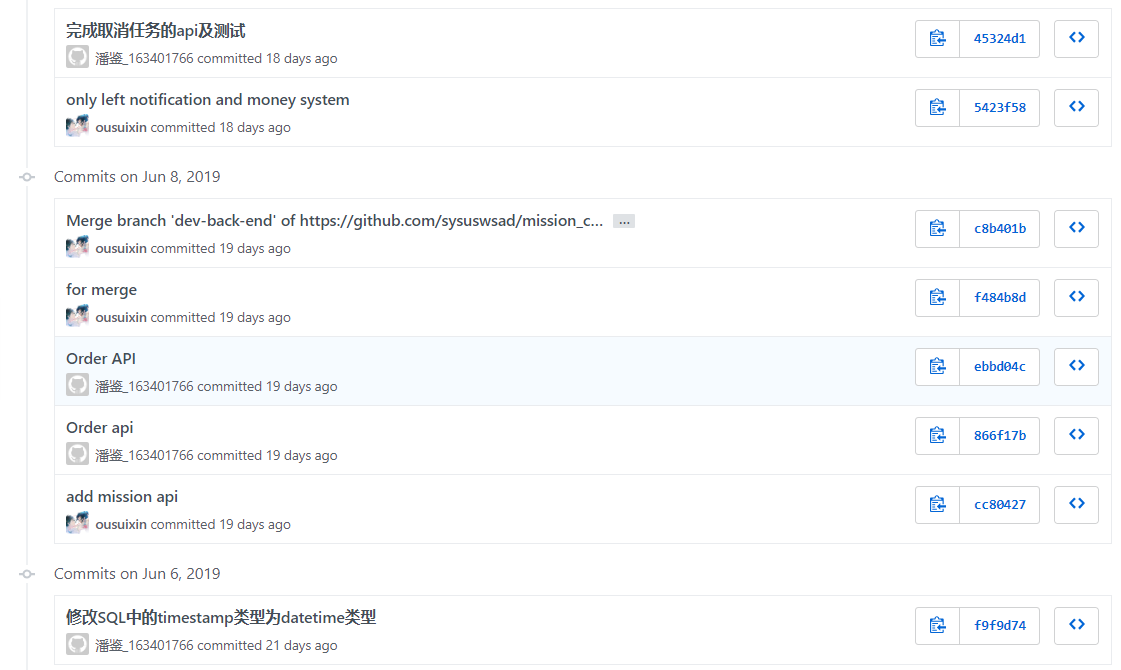 完成取消任务的api及测试
45324d1
潘鉴_163401766 committed 18 days ago
only left notification and money system
5423f58
ousuixin committed 18 days ago
Commits on Jun 8, 2019
Merge branch 'dev-back-end' of https://github.com/sysuswsad/mission_c... ...
c8b401b
ousuixin committed 19 days ago
for merge
f484b8d
ousuixin committed 19 days ago
Order API
ebbd04c
潘鉴_163401766 committed 19 days ago
Order api
866f17b
潘鉴_163401766 committed 19 days ago
add mission api
cc80427
ousuixin committed 19 days ago
Commits on Jun 6, 2019
修改SQL中的timestamp类型为datetime类型
f9f9d74
潘鉴_163401766 committed 21 days ago